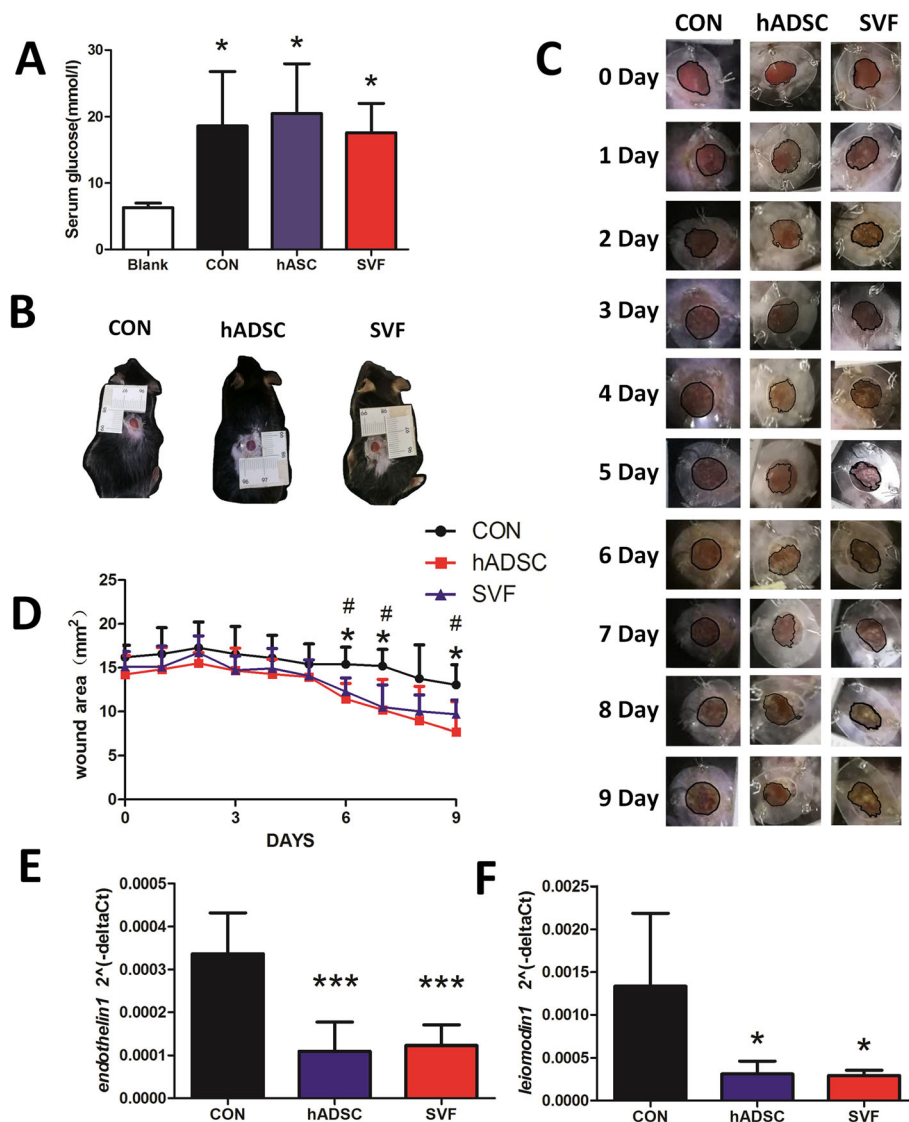 A
Serum glucose(mmol/l)
30
20
10
0
* * *
Blank CON hASC SVF
B
CON hADSC SVF
C
CON hADSC SVF
0 Day
1 Day
2 Day
3 Day
4 Day
5 Day
6 Day
7 Day
8 Day
9 Day
CON
hADSC
SVF
D
wound area (mm²)
25
20
15
10
5
0
# # #
* * *
0 3 6 9
DAYS
E
endothelin1 2^(-deltaCt)
0.0005
0.0004
0.0003
0.0002
0.0001
0.0000
*** ***
CON hADSC SVF
F
leiomodin1 2^(-deltaCt)
0.0025
0.0020
0.0015
0.0010
0.0005
0.0000
* *
CON hADSC SVF